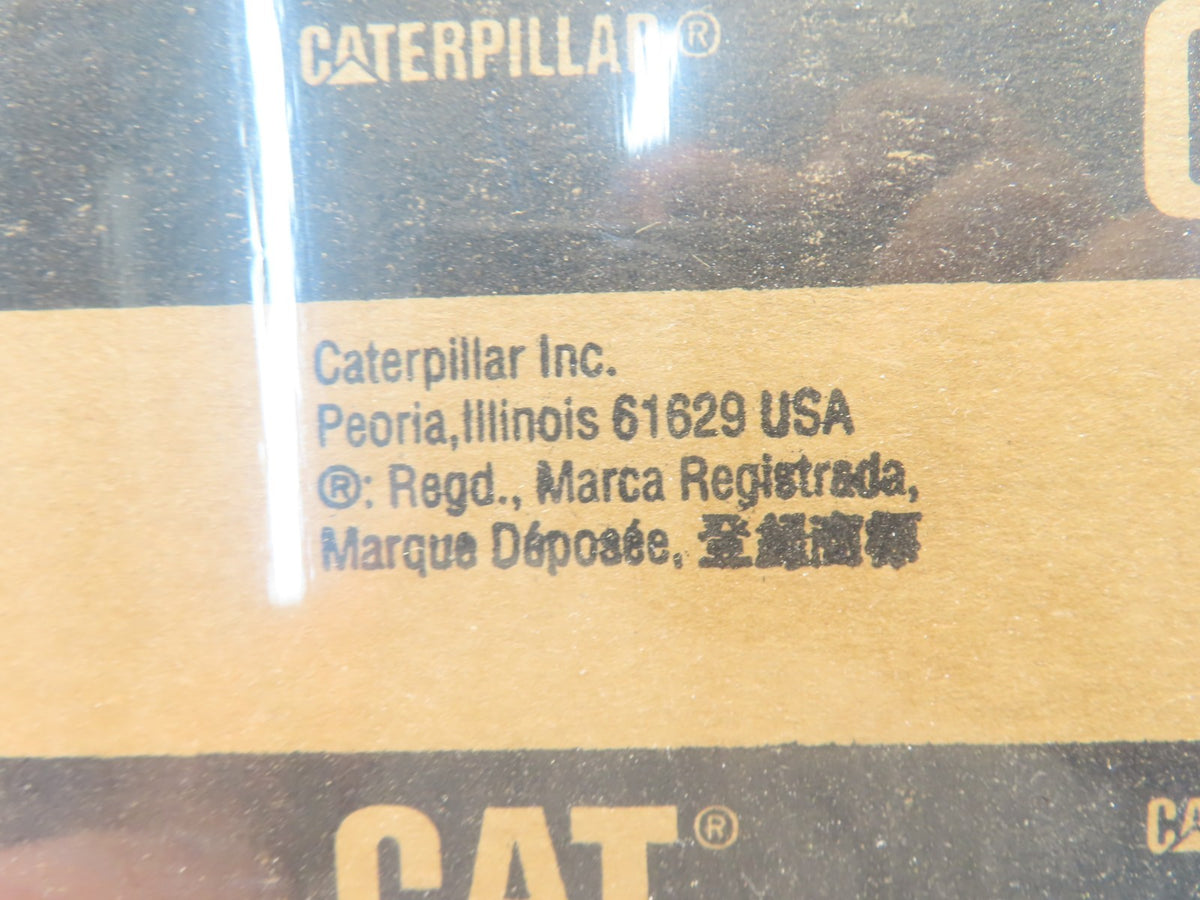 CATERPILLAR®
Caterpillar Inc.
Peoria, Illinois 61629 USA
®: Regd., Marca Registrada,
Marque Déposée, 登録商標
CAT®